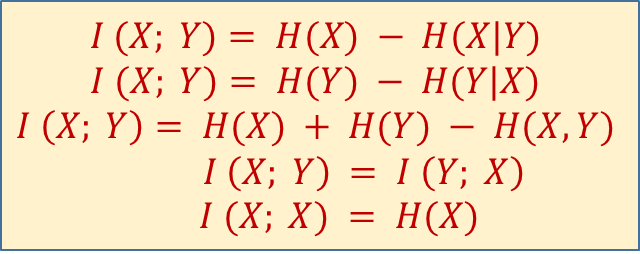 I (X; Y) = H(X) − H(X|Y)
I (X; Y) = H(Y) − H(Y|X)
I (X; Y) = H(X) + H(Y) − H(X,Y)
I (X; Y) = I (Y; X)
I (X; X) = H(X)